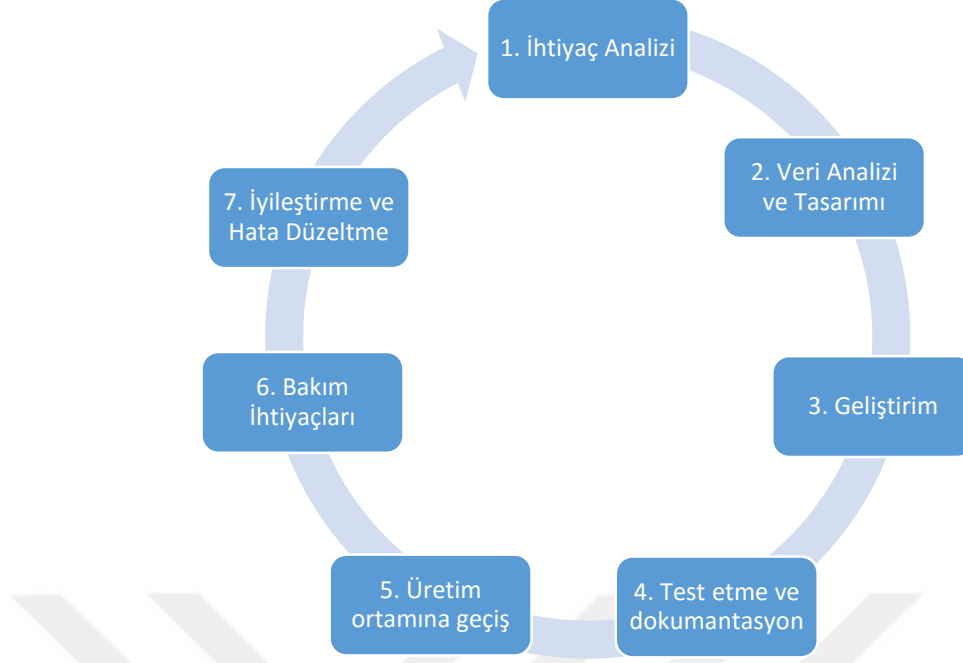 1. İhtiyaç Analizi
2. Veri Analizi
ve Tasarımı
3. Geliştirim
4. Test etme ve
dokumantasyon
5. Üretim
ortamına geçiş
6. Bakım
İhtiyaçları
7. İyileştirme ve
Hata Düzeltme